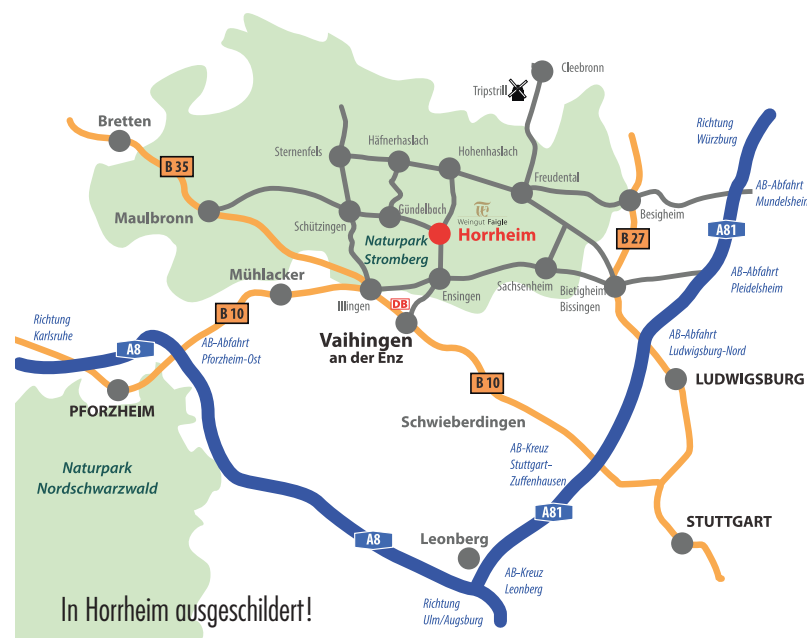 Cleebronn
Tripstrill
Richtung
Würzburg
Bretten
Häfnerhaslach
Hohenhaslach
Sternenfels
B 35
Freudental
AB-Abfahrt
Mundelsheim
Maulbronn
Schützingen
Gündelbach
Weingut Faigle
Horrheim
Besigheim
A81
B 27
Naturpark
Stromberg
Mühlacker
Illingen
Ensingen
Sachsenheim
Bietigheim
Bissingen
AB-Abfahrt
Pleidelsheim
DB
Richtung
Karlsruhe
B 10
AB-Abfahrt
Pforzheim-Ost
A8
Vaihingen
an der Enz
AB-Abfahrt
Ludwigsburg-Nord
B 10
LUDWIGSBURG
PFORZHEIM
Schwieberdingen
Naturpark
Nordschwarzwald
AB-Kreuz
Stuttgart-
Zuffenhausen
A81
STUTTGART
A8
Leonberg
AB-Kreuz
Leonberg
In Horrheim ausgeschildert!
Richtung
Ulm/Augsburg